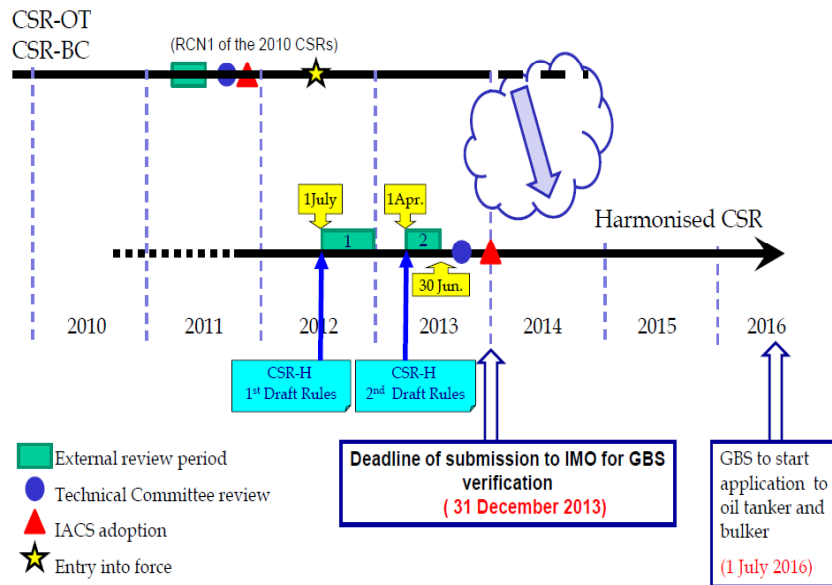 CSR-OT
CSR-BC
(RCN1 of the 2010 CSRs)
1July
1Apr.
Harmonised CSR
1
2
30 Jun.
2010
2011
2012
2013
2014
2015
2016
CSR-H
1st Draft Rules
CSR-H
2nd Draft Rules
External review period
Technical Committee review
IACS adoption
Entry into force
Deadline of submission to IMO for GBS
verification
( 31 December 2013)
GBS to start
application to
oil tanker and
bulker
(1 July 2016)